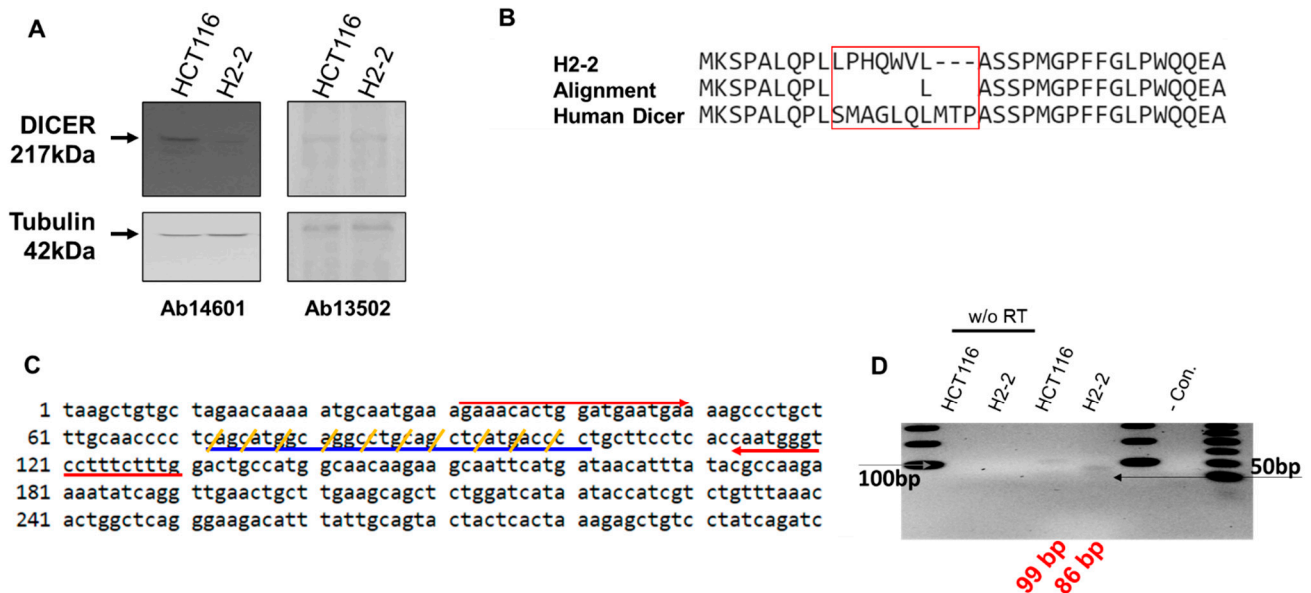 A
HCT116
H2-2
HCT116
H2-2
DICER
217kDa
Tubulin
42kDa
Ab14601
Ab13502
B
H2-2 MKSPALQPLLPHQWVL---ASSPMGPFFGLPWQQEA
Alignment MKSPALQPL L ASSPMGPFFGLPWQQEA
Human Dicer MKSPALQPLSMAGLQLMTPASSPMGPFFGLPWQQEA
C
1 taagctgtgc tagaacaaaa atgcaatgaa agaaacactg gatgaatgaa aagccctgct
61 ttgcaacccc tcagcatggc aggcctgcag ctcatgaccc ctgcttcctc accaatgggt
121 cctttctttg gactgccatg gcaacaagaa gcaattcatg ataacattta tacgccaaga
181 aaatatcagg ttgaactgct tgaagcagct ctggatcata ataccatcgt ctgtttaaac
241 actggctcag ggaagacatt tattgcagta ctactcacta aagagctgtc ctatcagatc
D
w/o RT
HCT116
H2-2
HCT116
H2-2
- Con.
100bp
50bp
99 bp
86 bp